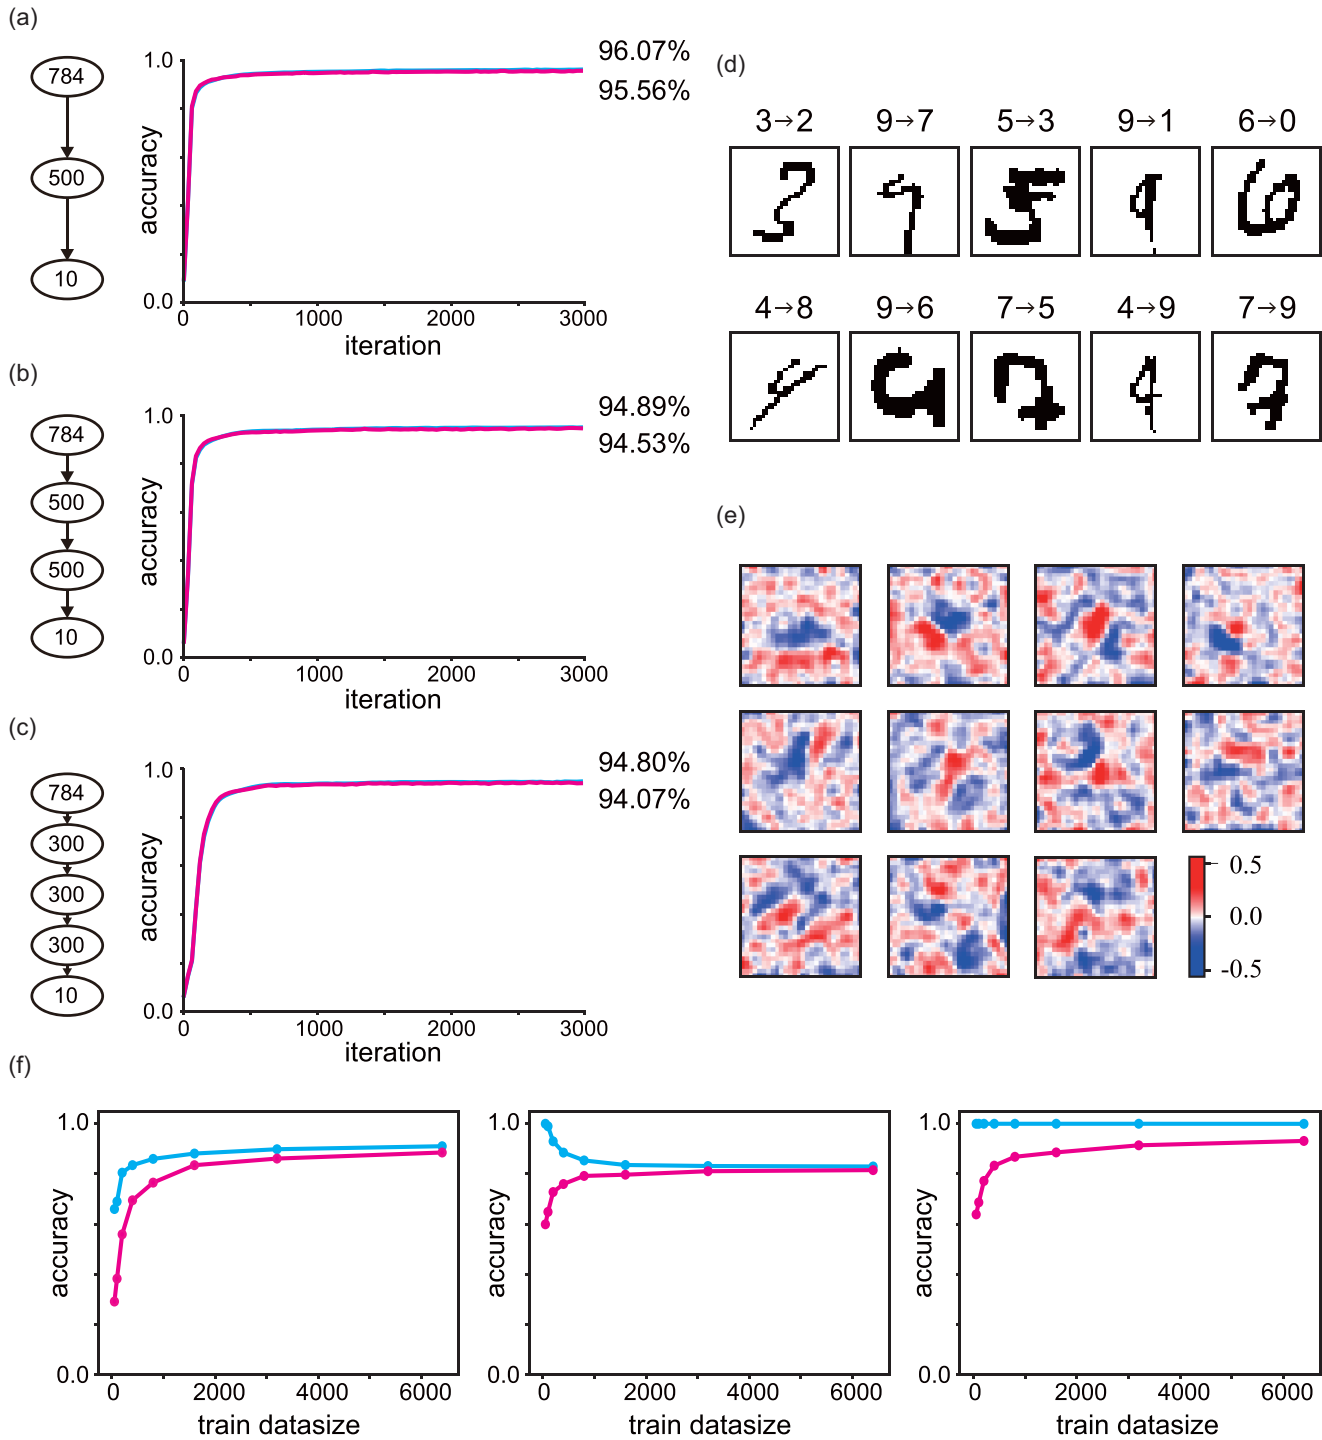 (a)
784
500
10
1.0
0.0
accuracy
0
1000
2000
3000
iteration
96.07%
95.56%
(b)
784
500
500
10
1.0
0.0
accuracy
0
1000
2000
3000
iteration
94.89%
94.53%
(c)
784
300
300
300
10
1.0
0.0
accuracy
0
1000
2000
3000
iteration
94.80%
94.07%
(d)
3→2 9→7 5→3 9→1 6→0
4→8 9→6 7→5 4→9 7→9
(e)
0.5
0.0
-0.5
(f)
1.0
0.0
accuracy
0 2000 4000 6000
train datasize
1.0
0.0
accuracy
0 2000 4000 6000
train datasize
1.0
0.0
accuracy
0 2000 4000 6000
train datasize